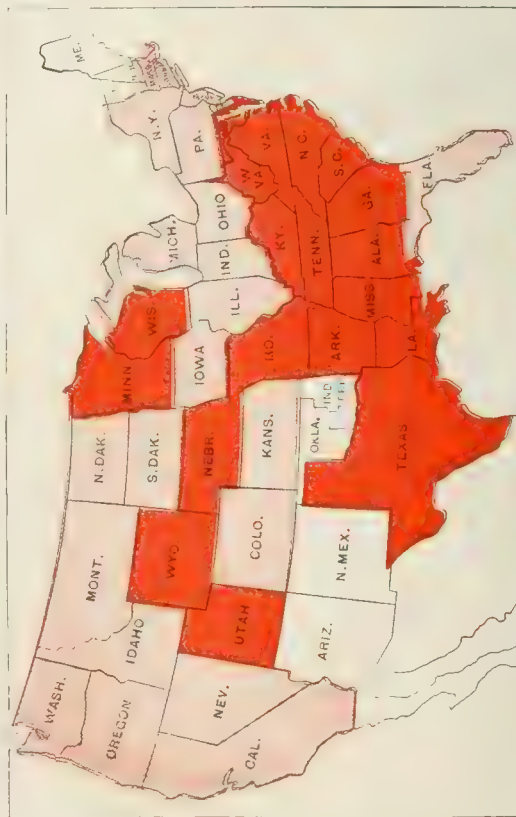 WASH.
OREGON
CAL.
NEV.
IDAHO
MONT.
WYO
UTAH
ARIZ.
N.MEX.
COLO.
N.DAK.
S.DAK.
NEBR.
KANS.
OKLA.
IND
TEXAS
MINN
IOWA
MO.
ARK.
LA.
WIS.
ILL.
MICH.
IND.
OHIO
KY.
TENN.
MISS
ALA.
GA.
FLA.
S.C.
N.C.
VA.
W
VA.
PA.
N.Y.
ME.